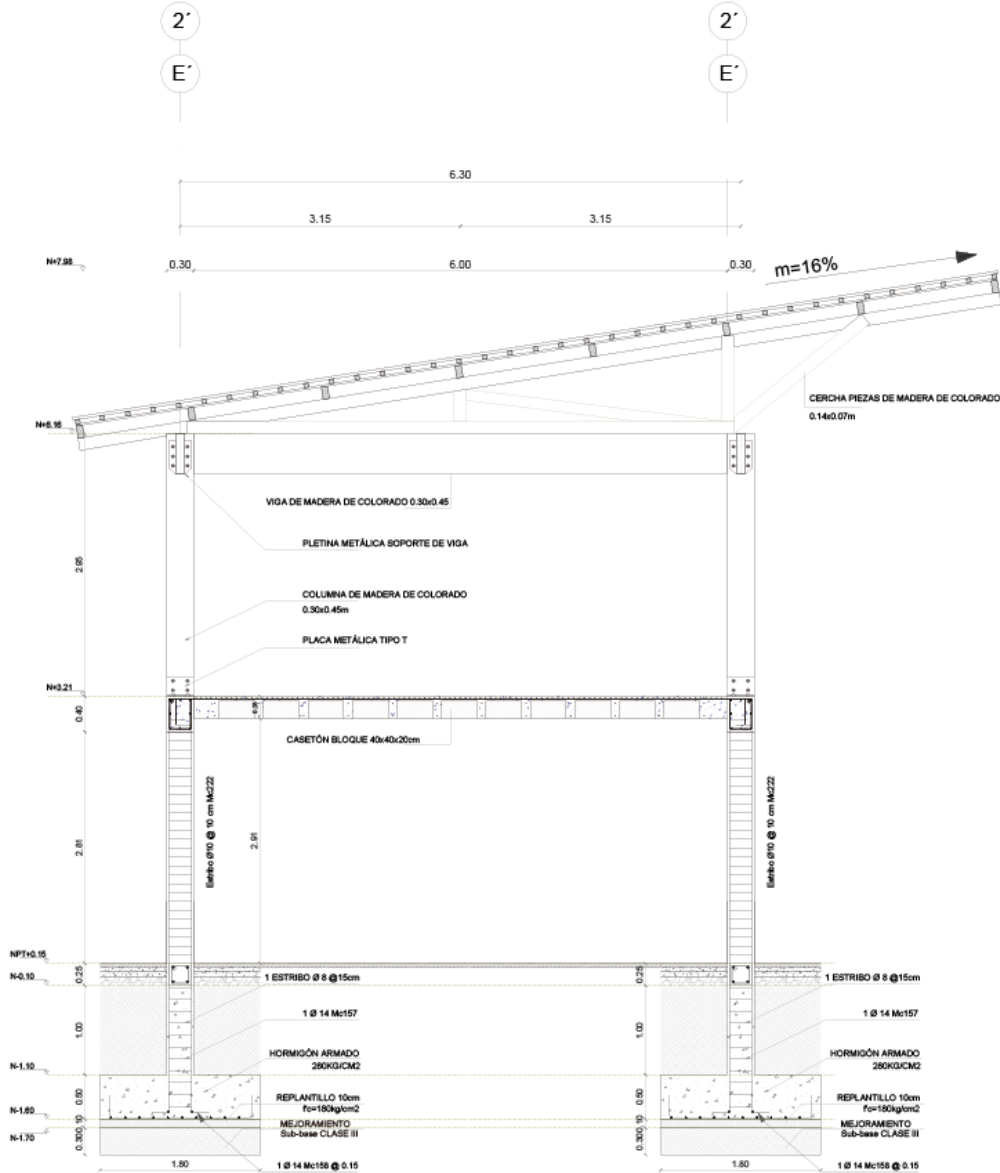 2´ 2´
E´ E´
6.30
3.15 3.15
N+7.98
0.30 6.00 0.30
m=16%
CERCHA PIEZAS DE MADERA DE COLORADO
0.14x0.07m
N+6.16
VIGA DE MADERA DE COLORADO 0.30x0.45
PLETINA METÁLICA SOPORTE DE VIGA
2.95
COLUMNA DE MADERA DE COLORADO
0.30x0.45m
PLACA METÁLICA TIPO T
N+3.21
0.40
CASETÓN BLOQUE 40x40x20cm
Estribo Ø10 @ 10 cm Mc222 Estribo Ø10 @ 10 cm Mc222
2.81 2.91
NPT+0.15
N-0.10
0.25 0.25
1 ESTRIBO Ø 8 @15cm 1 ESTRIBO Ø 8 @15cm
1 Ø 14 Mc157 1 Ø 14 Mc157
1.00 1.00
HORMIGÓN ARMADO HORMIGÓN ARMADO
280KG/CM2 280KG/CM2
N-1.10
0.50 0.50
REPLANTILLO 10cm REPLANTILLO 10cm
f'c=180kg/cm2 f'c=180kg/cm2
N-1.60
MEJORAMIENTO MEJORAMIENTO
Sub-base CLASE III Sub-base CLASE III
N-1.70
0.300.10 0.300.10
1.80 1 Ø 14 Mc158 @ 0.15 1.80 1 Ø 14 Mc158 @ 0.15